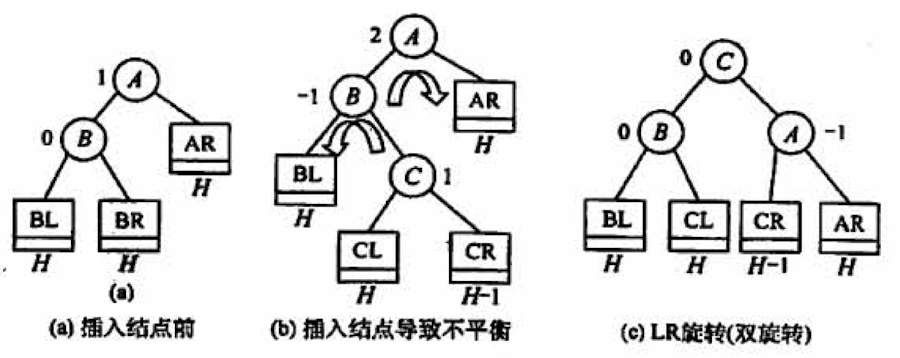 1 A
0 B
AR
H
BL
BR
H
H
(a)
(a) 插入结点前
2 A
-1 B
AR
H
BL
H
C 1
CL
CR
H
H-1
(b) 插入结点导致不平衡
0 C
0 B
A -1
BL
CL
CR
AR
H
H
H-1
H
(c) LR旋转(双旋转)